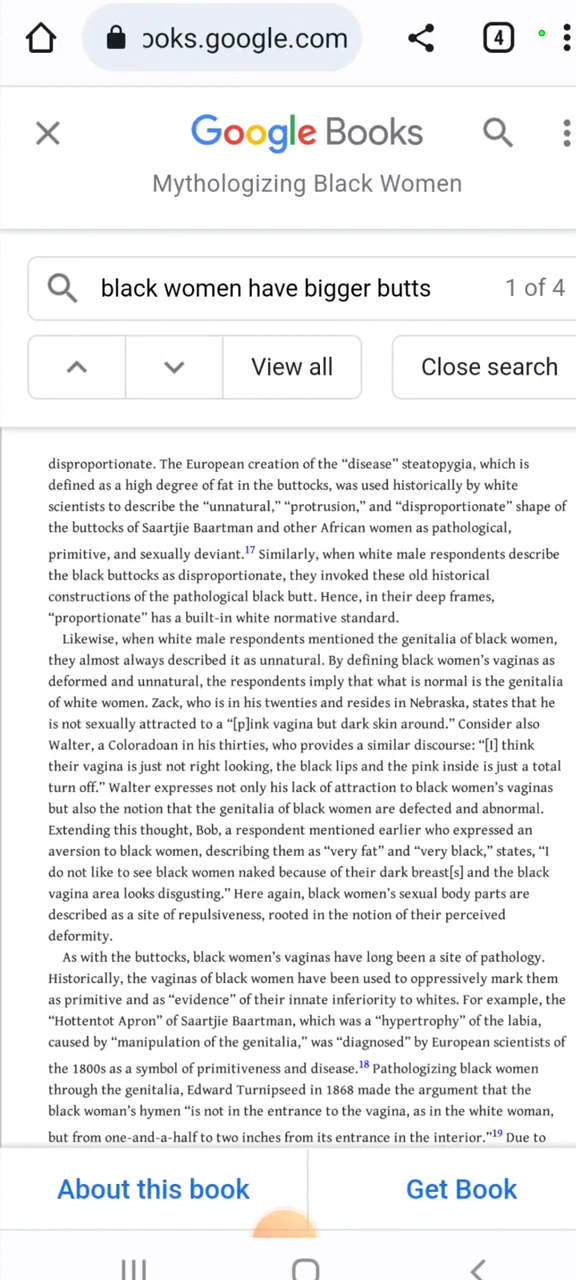 ooks.google.com
4
Google Books
Mythologizing Black Women
black women have bigger butts 1 of 4
View all Close search
disproportionate. The European creation of the “disease” steatopygia, which is
defined as a high degree of fat in the buttocks, was used historically by white
scientists to describe the “unnatural,” “protrusion,” and “disproportionate” shape of
the buttocks of Saartjie Baartman and other African women as pathological,
primitive, and sexually deviant.17 Similarly, when white male respondents describe
the black buttocks as disproportionate, they invoked these old historical
constructions of the pathological black butt. Hence, in their deep frames,
“proportionate” has a built-in white normative standard.
Likewise, when white male respondents mentioned the genitalia of black women,
they almost always described it as unnatural. By defining black women’s vaginas as
deformed and unnatural, the respondents imply that what is normal is the genitalia
of white women. Zack, who is in his twenties and resides in Nebraska, states that he
is not sexually attracted to a “[p]ink vagina but dark skin around.” Consider also
Walter, a Coloradoan in his thirties, who provides a similar discourse: “[I] think
their vagina is just not right looking, the black lips and the pink inside is just a total
turn off.” Walter expresses not only his lack of attraction to black women’s vaginas
but also the notion that the genitalia of black women are defected and abnormal.
Extending this thought, Bob, a respondent mentioned earlier who expressed an
aversion to black women, describing them as “very fat” and “very black,” states, “I
do not like to see black women naked because of their dark breast[s] and the black
vagina area looks disgusting.” Here again, black women’s sexual body parts are
described as a site of repulsiveness, rooted in the notion of their perceived
deformity.
As with the buttocks, black women’s vaginas have long been a site of pathology.
Historically, the vaginas of black women have been used to oppressively mark them
as primitive and as “evidence” of their innate inferiority to whites. For example, the
“Hottentot Apron” of Saartjie Baartman, which was a “hypertrophy” of the labia,
caused by “manipulation of the genitalia,” was “diagnosed” by European scientists of
the 1800s as a symbol of primitiveness and disease.18 Pathologizing black women
through the genitalia, Edward Turnipseed in 1868 made the argument that the
black woman’s hymen “is not in the entrance to the vagina, as in the white woman,
but from one-and-a-half to two inches from its entrance in the interior.”19 Due to
About this book Get Book